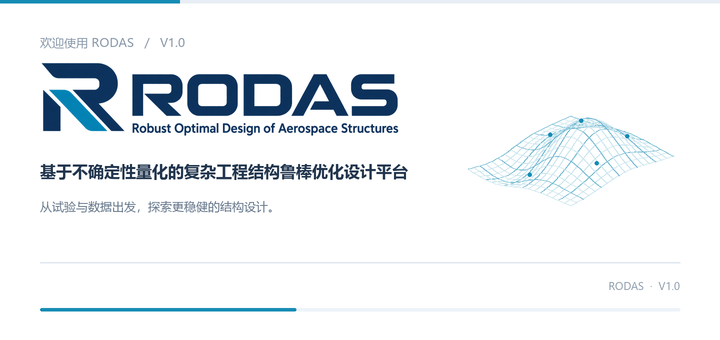 欢迎使用 RODAS / V1.0
RODAS
Robust Optimal Design of Aerospace Structures
基于不确定性量化的复杂工程结构鲁棒优化设计平台
从试验与数据出发，探索更稳健的结构设计。
RODAS · V1.0